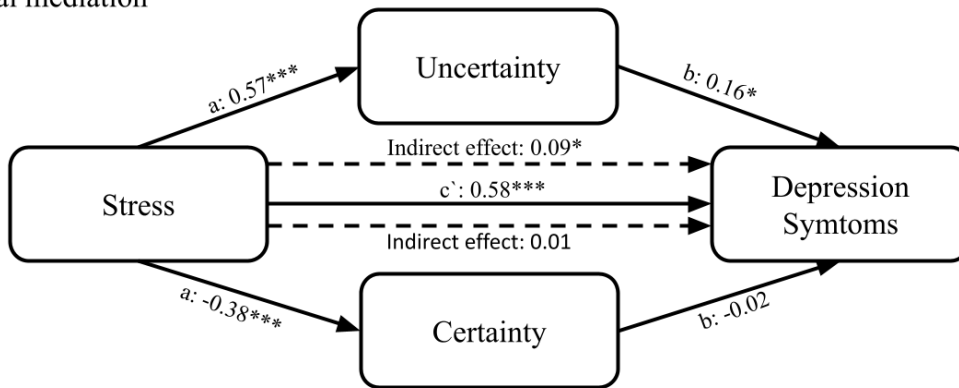 mediation
Uncertainty
a: 0.57***
b: 0.16*
Indirect effect: 0.09*
Stress
c`: 0.58***
Depression
Symtoms
Indirect effect: 0.01
a: -0.38***
Certainty
b: -0.02